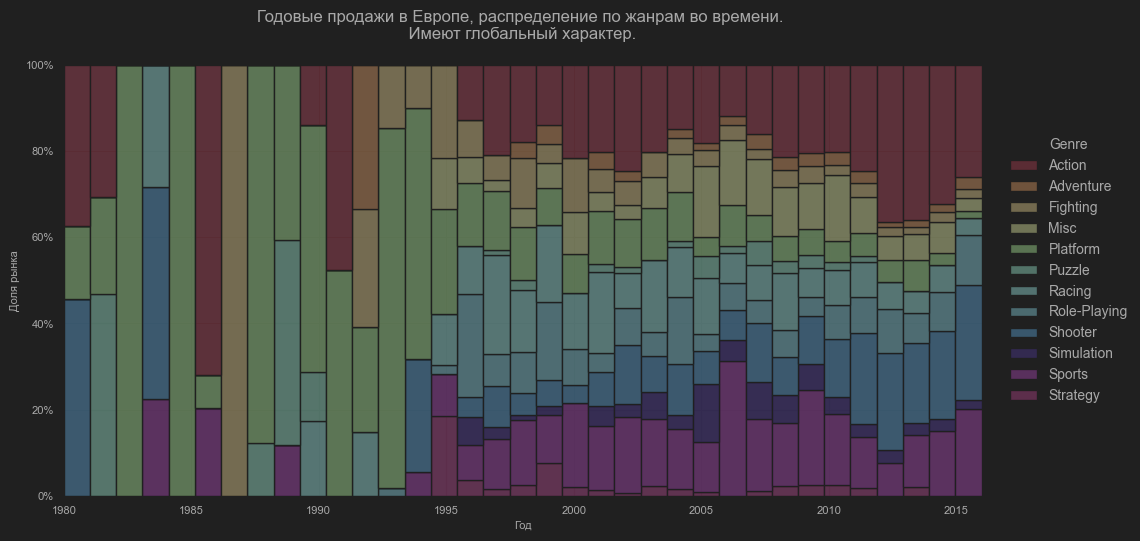 Годовые продажи в Европе, распределение по жанрам во времени.
Имеют глобальный характер.
100%
80%
60%
40%
20%
0%
Доля рынка
1980
1985
1990
1995
2000
2005
2010
2015
Год
Genre
Action
Adventure
Fighting
Misc
Platform
Puzzle
Racing
Role-Playing
Shooter
Simulation
Sports
Strategy